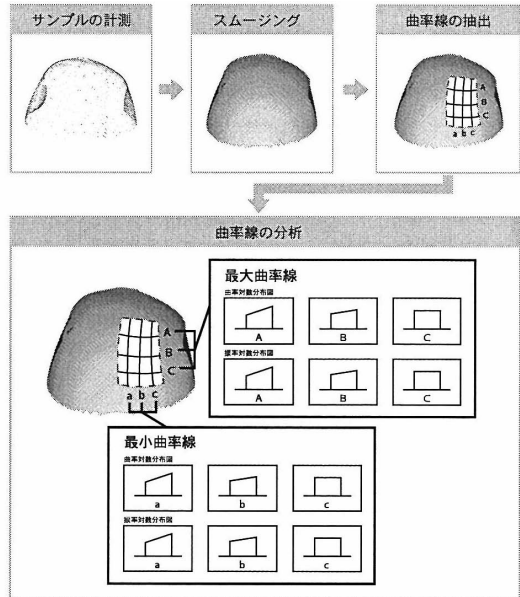 サンプルの計測
スムージング
曲率線の抽出
A
B
C
a b c
曲率線の分析
A
B
C
a b c
最大曲率線
曲率対数分布図
A B C
捩率対数分布図
A B C
最小曲率線
曲率対数分布図
a b c
捩率対数分布図
a b c